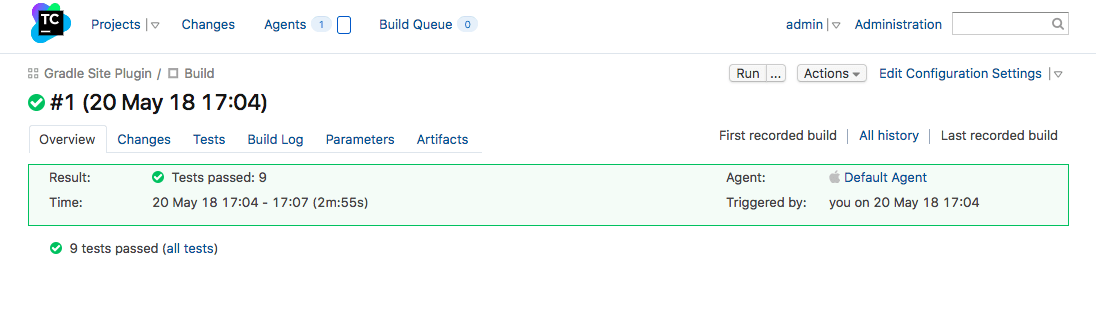 TC
Projects Changes Agents 1 Build Queue 0 admin Administration
Gradle Site Plugin / Build Run ... Actions Edit Configuration Settings
#1 (20 May 18 17:04)
Overview Changes Tests Build Log Parameters Artifacts First recorded build All history Last recorded build
Result: Tests passed: 9 Agent: Default Agent
Time: 20 May 18 17:04 - 17:07 (2m:55s) Triggered by: you on 20 May 18 17:04
9 tests passed (all tests)